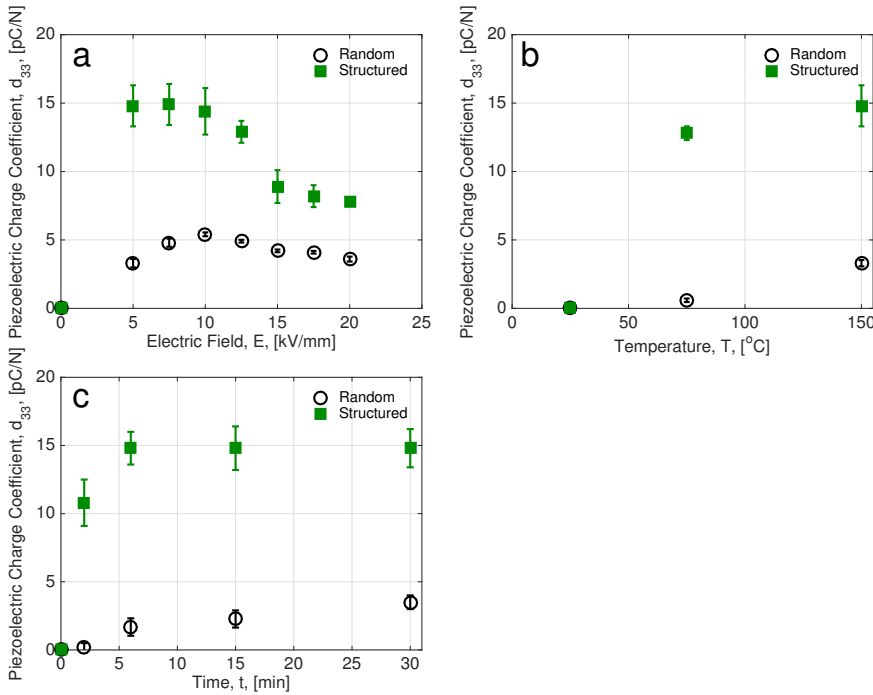 a
Random
Structured
Piezoelectric Charge Coefficient, d33, [pC/N]
20
15
10
5
0
0 5 10 15 20 25
Electric Field, E, [kV/mm]
b
Random
Structured
Piezoelectric Charge Coefficient, d33, [pC/N]
20
15
10
5
0
0 50 100 150
Temperature, T, [oC]
c
Random
Structured
Piezoelectric Charge Coefficient, d33, [pC/N]
20
15
10
5
0
0 5 10 15 20 25 30
Time, t, [min]